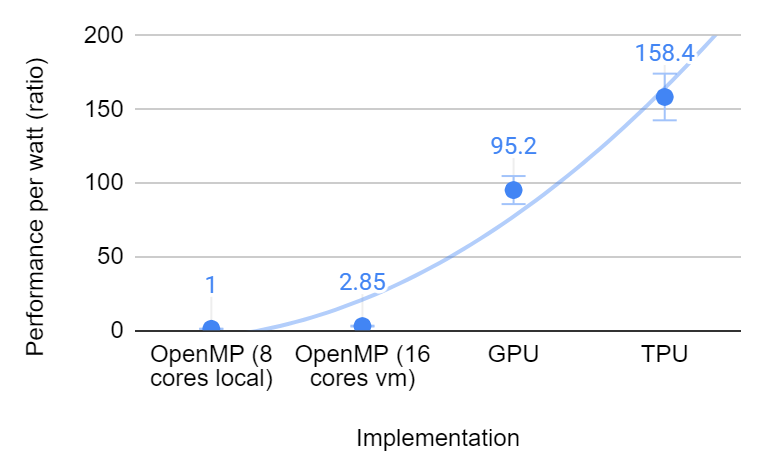 Performance per watt (ratio)
200
150
100
50
0
1
2.85
95.2
158.4
OpenMP (8
cores local)
OpenMP (16
cores vm)
GPU
TPU
Implementation